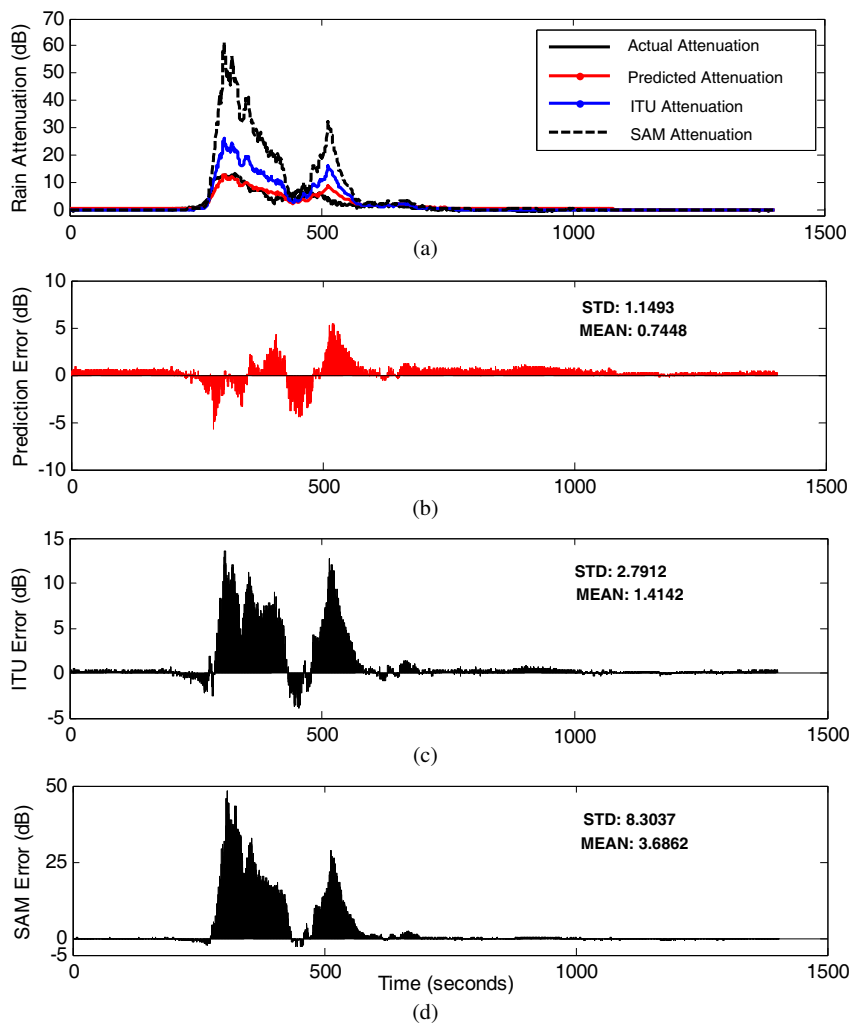 70
60
50
40
30
20
10
0
Rain Attenuation (dB)
Actual Attenuation
Predicted Attenuation
ITU Attenuation
SAM Attenuation
0 500 1000 1500
(a)
10
5
0
-5
-10
Prediction Error (dB)
STD: 1.1493
MEAN: 0.7448
0 500 1000 1500
(b)
15
10
5
0
-5
ITU Error (dB)
STD: 2.7912
MEAN: 1.4142
0 500 1000 1500
(c)
50
25
0
-5
SAM Error (dB)
STD: 8.3037
MEAN: 3.6862
0 500 1000 1500
Time (seconds)
(d)